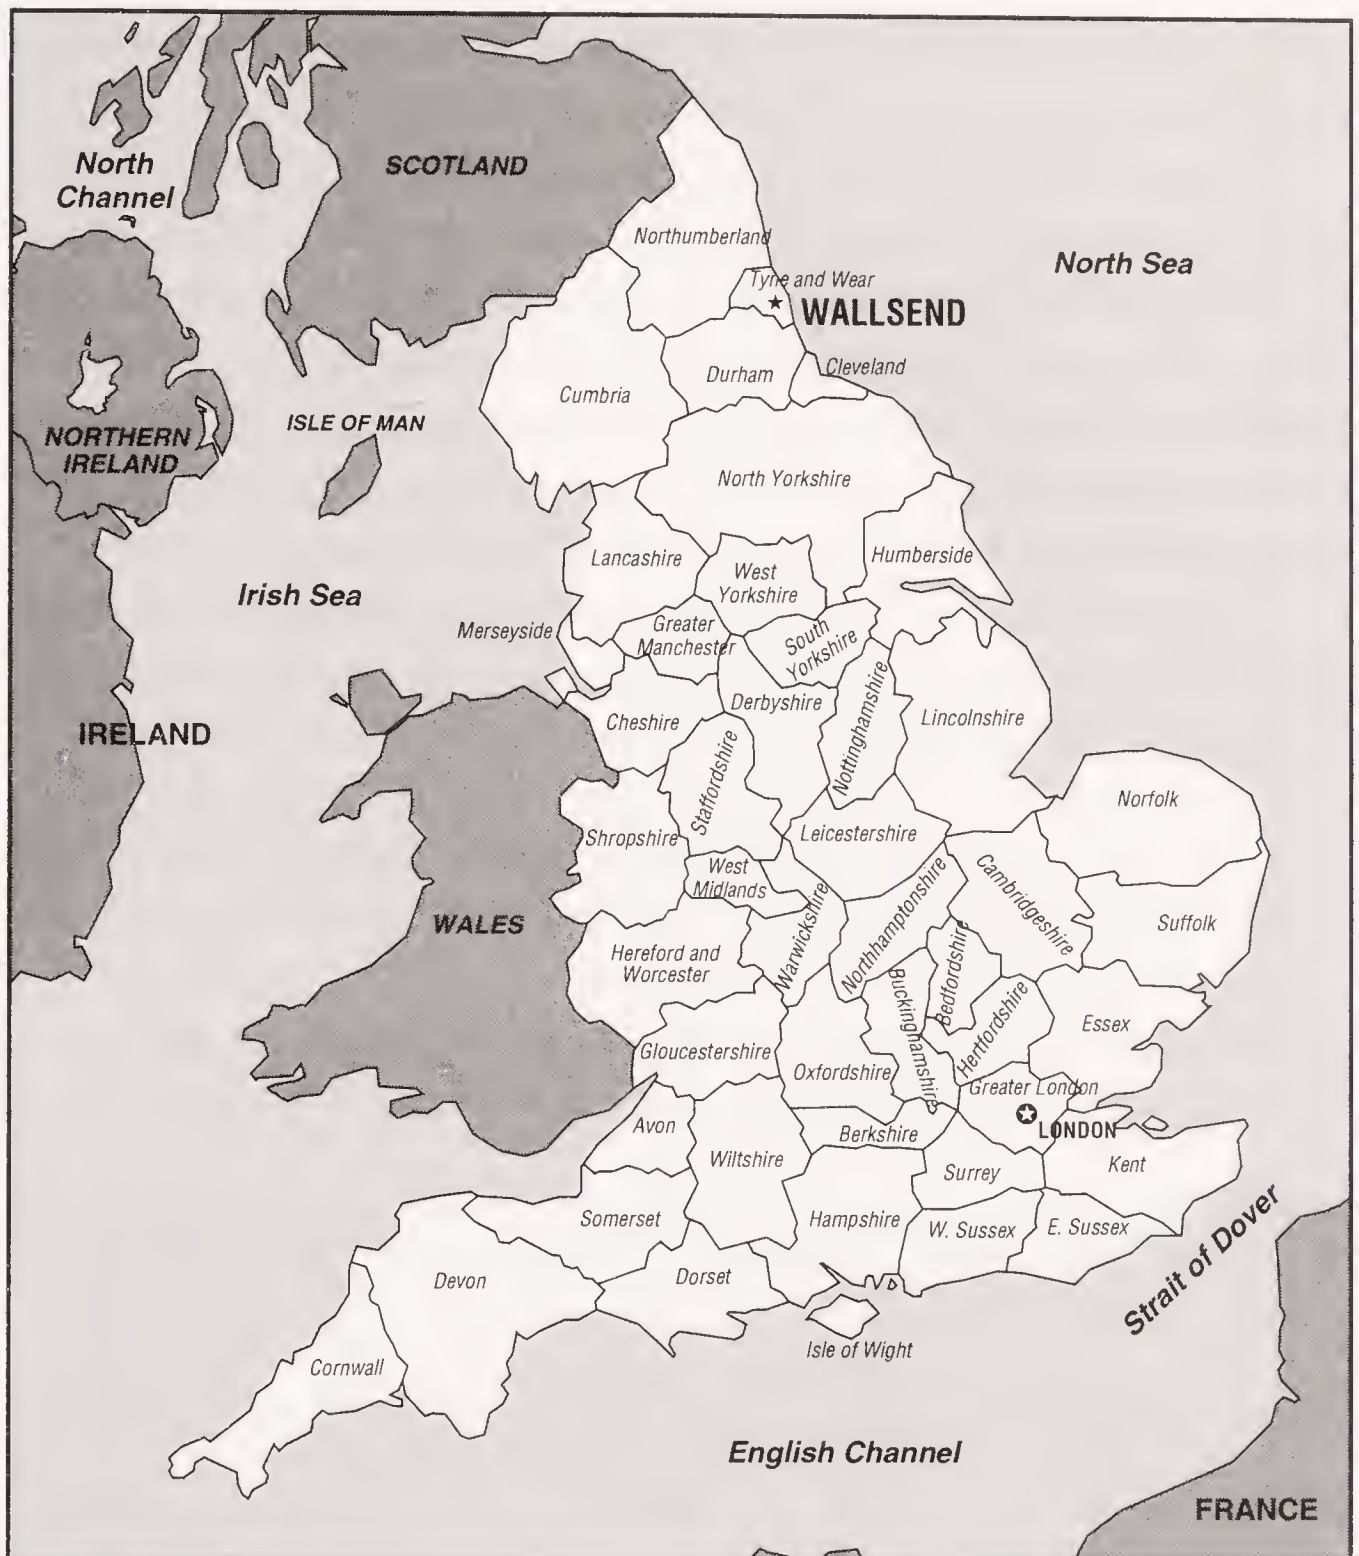 North
Channel
SCOTLAND
Northumberland
North Sea
Tyne and Wear
WALLSEND
Cleveland
Durham
Cumbria
ISLE OF MAN
NORTHERN
IRELAND
North Yorkshire
Lancashire
Humberside
West
Yorkshire
Irish Sea
Merseyside
Greater
Manchester
South
Yorkshire
Derbyshire
Nottinghamshire
Lincolnshire
Cheshire
IRELAND
Staffordshire
Norfolk
Shropshire
Leicestershire
West
Midlands
Cambridgeshire
WALES
Warwickshire
Northhamptonshire
Suffolk
Hereford and
Worcester
Bedfordshire
Buckinghamshire
Hertfordshire
Essex
Gloucestershire
Oxfordshire
Greater London
LONDON
Avon
Berkshire
Wiltshire
Surrey
Kent
Somerset
Hampshire
W. Sussex
E. Sussex
Strait of Dover
Devon
Dorset
Isle of Wight
Cornwall
English Channel
FRANCE